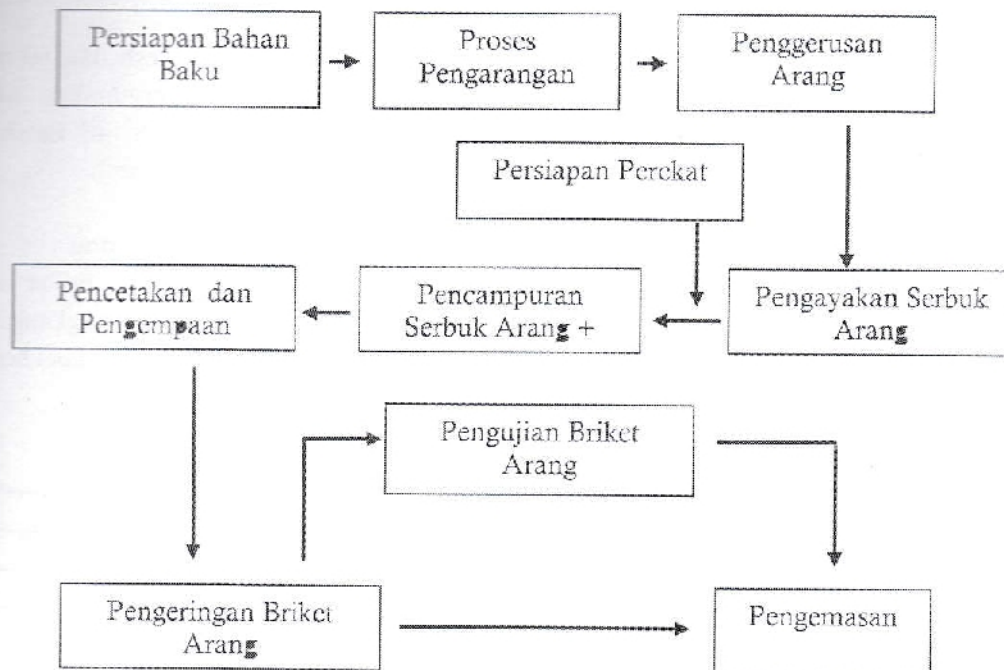 Persiapan Bahan
Baku
Proses
Pengarangan
Penggerusan
Arang
Persiapan Perekat
Pengayakan Serbuk
Arang
Pencampuran
Serbuk Arang +
Pencetakan dan
Pengempaan
Pengujian Briket
Arang
Pengeringan Briket
Arang
Pengemasan